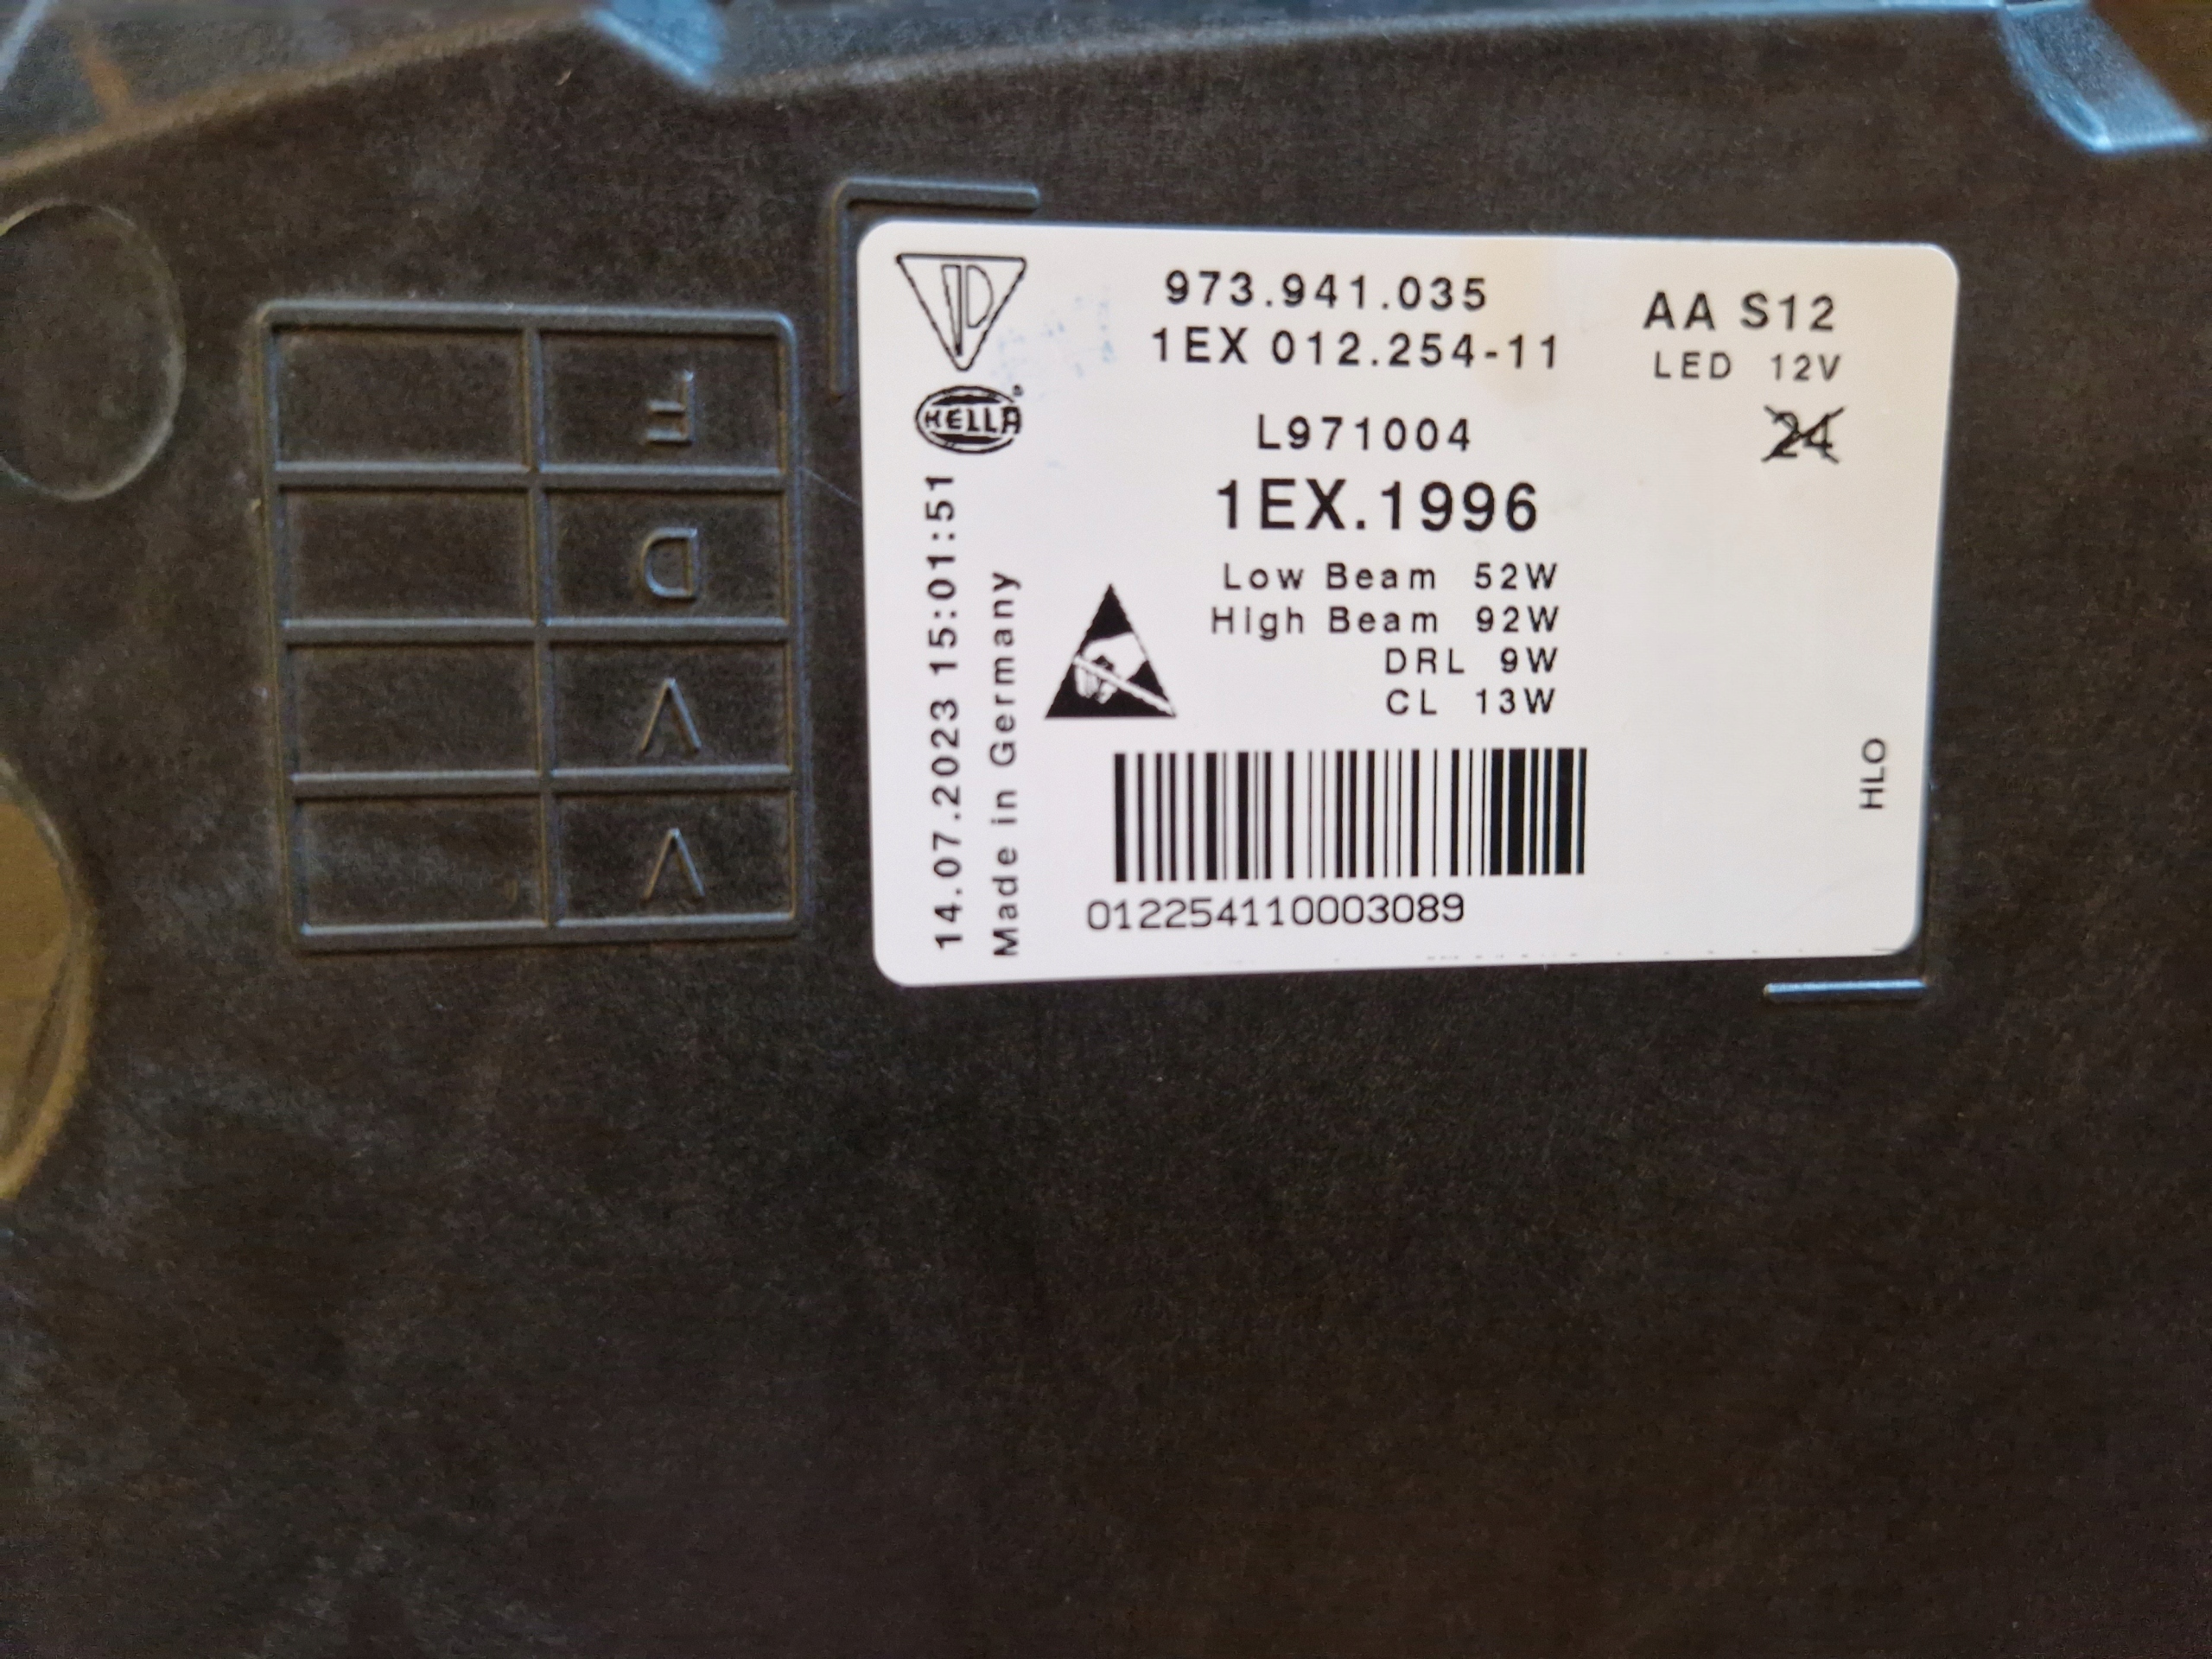 973.941.035
1EX 012.254-11
AA S12
LED 12V
HELLA
24
L971004
1EX.1996
Low Beam 52W
High Beam 92W
DRL 9W
CL 13W
14.07.2023 15:01:51
Made in Germany
012254110003089
HLO
F
D
V
V